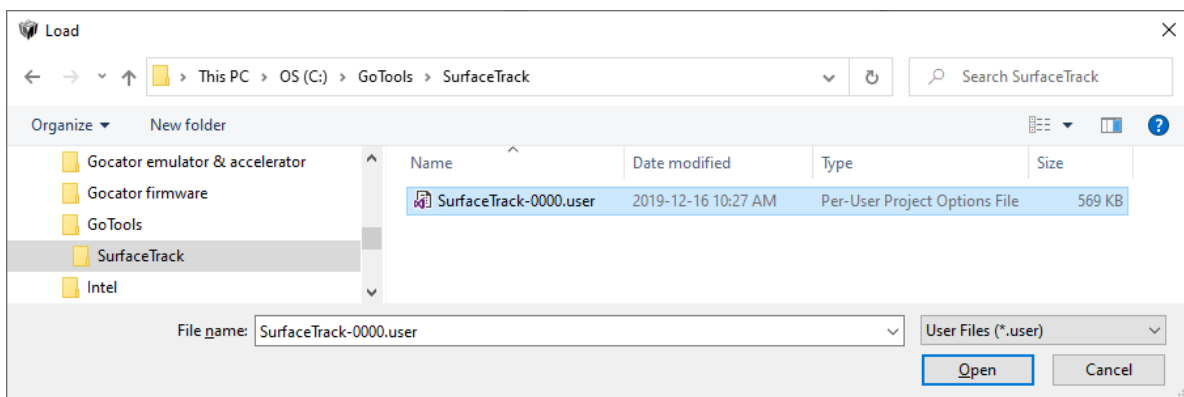 Load
This PC > OS (C:) > GoTools > SurfaceTrack
Search SurfaceTrack
Organize
New folder
Gocator emulator & accelerator
Gocator firmware
GoTools
SurfaceTrack
Intel
Name Date modified Type Size
SurfaceTrack-0000.user 2019-12-16 10:27 AM Per-User Project Options File 569 KB
File name: SurfaceTrack-0000.user
User Files (*.user)
Open Cancel